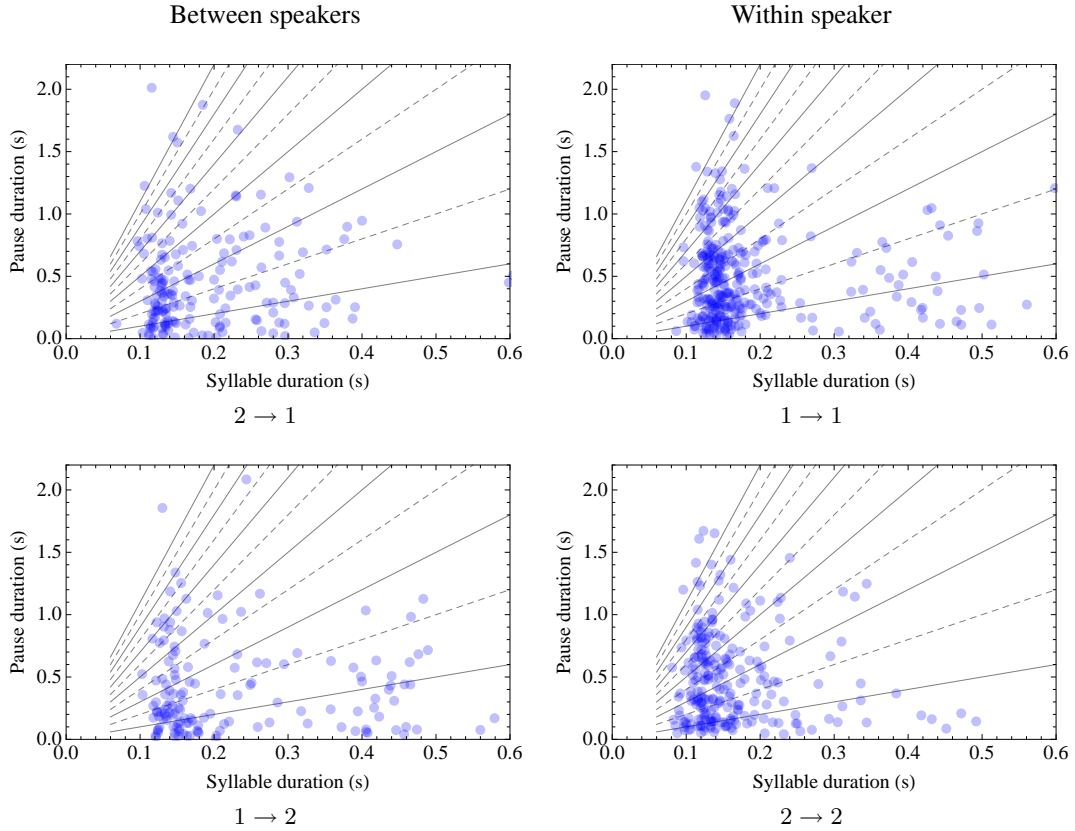 Between speakers
Within speaker
2.0
1.5
1.0
0.5
0.0
0.0 0.1 0.2 0.3 0.4 0.5 0.6
Pause duration (s)
Syllable duration (s)
2 → 1
2.0
1.5
1.0
0.5
0.0
0.0 0.1 0.2 0.3 0.4 0.5 0.6
Pause duration (s)
Syllable duration (s)
1 → 1
2.0
1.5
1.0
0.5
0.0
0.0 0.1 0.2 0.3 0.4 0.5 0.6
Pause duration (s)
Syllable duration (s)
1 → 2
2.0
1.5
1.0
0.5
0.0
0.0 0.1 0.2 0.3 0.4 0.5 0.6
Pause duration (s)
Syllable duration (s)
2 → 2